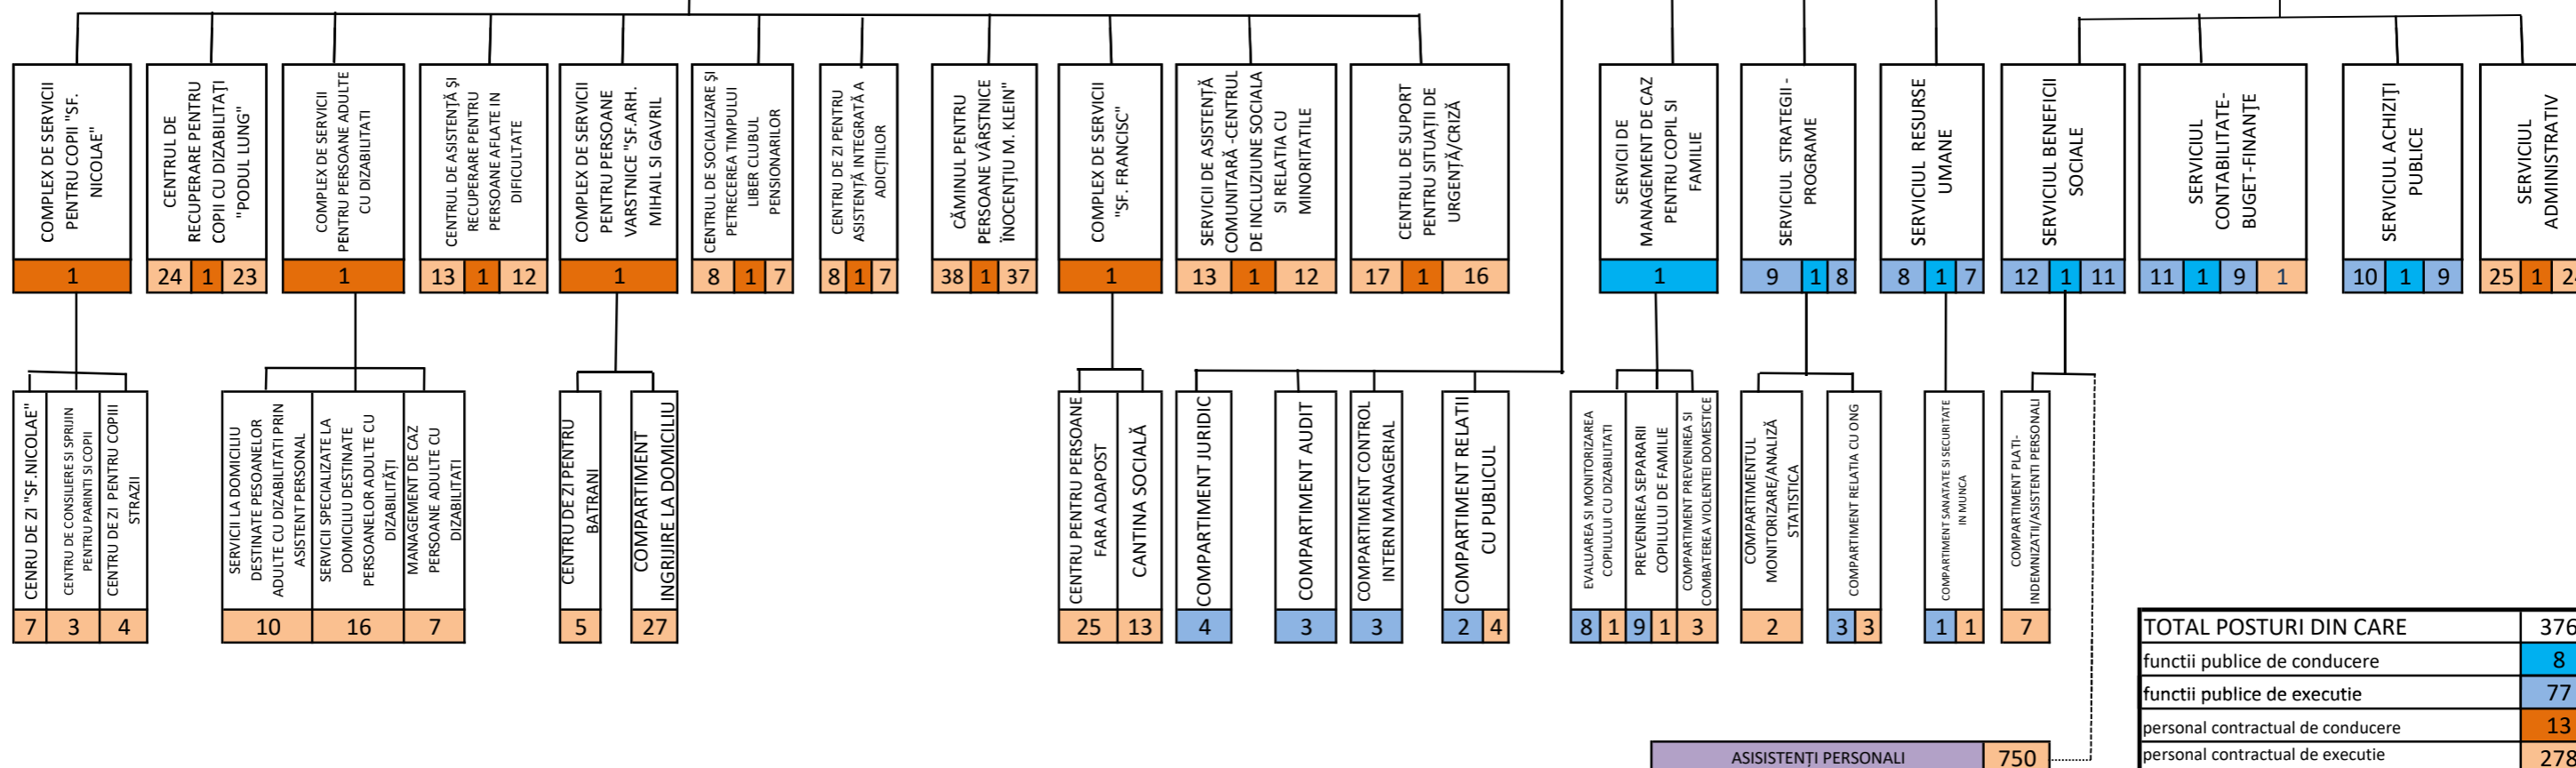 COMPLEX DE SERVICII
PENTRU COPII "SF.
NICOLAE"
1
CENTRUL DE
RECUPERARE PENTRU
COPII CU DIZABILITAŢI
"PODUL LUNG"
24 1 23
COMPLEX DE SERVICII
PENTRU PERSOANE ADULTE
CU DIZABILITATI
1
CENTRUL DE ASISTENŢĂ ŞI
RECUPERARE PENTRU
PERSOANE AFLATE IN
DIFICULTATE
13 1 12
COMPLEX DE SERVICII
PENTRU PERSOANE
VARSTNICE "SF.ARH.
MIHAIL SI GAVRIL
1
CENTRUL DE SOCIALIZARE ŞI
PETRECEREA TIMPULUI
LIBER CLUBUL
PENSIONARILOR
8 1 7
CENTRU DE ZI PENTRU
ASISTENŢĂ INTEGRATĂ A
ADICŢIILOR
8 1 7
CĂMINUL PENTRU
PERSOANE VÂRSTNICE
ÎNOCENŢIU M. KLEIN"
38 1 37
COMPLEX DE SERVICII
"SF. FRANCISC"
1
SERVICII DE ASISTENŢĂ
COMUNITARĂ -CENTRUL
DE INCLUZIUNE SOCIALA
SI RELATIA CU
MINORITATILE
13 1 12
CENTRUL DE SUPORT
PENTRU SITUAŢII DE
URGENŢĂ/CRIZĂ
17 1 16
SERVICII DE
MANAGEMENT DE CAZ
PENTRU COPIL SI
FAMILIE
1
SERVICIUL STRATEGII -
PROGRAME
9 1 8
SERVICIUL RESURSE
UMANE
8 1 7
SERVICIUL BENEFICII
SOCIALE
12 1 11
SERVICIUL
CONTABILITATE-
BUGET-FINANŢE
11 1 9 1
SERVICIUL ACHIZIŢI
PUBLICE
10 1 9
SERVICIUL
ADMINISTRATIV
25 1
CENRU DE ZI "SF.NICOLAE"
7
CENTRU DE CONSILIERE SI SPRIJIN
PENTRU PARINTI SI COPII
3
CENTRU DE ZI PENTRU COPIII
STRAZII
4
SERVICII LA DOMICILIU
DESTINATE PESOANELOR
ADULTE CU DIZABILITATI PRIN
ASISTENT PERSONAL
10
SERVICII SPECIALIZATE LA
DOMICILIU DESTINATE
PERSOANELOR ADULTE CU
DIZABILITĂŢI
16
MANAGEMENT DE CAZ
PERSOANE ADULTE CU
DIZABILITATI
7
CENTRU DE ZI PENTRU
BATRANI
5
COMPARTIMENT
INGRIJIRE LA DOMICILIU
27
CENTRU PENTRU PERSOANE
FARA ADAPOST
25
CANTINA SOCIALĂ
13
COMPARTIMENT JURIDIC
4
COMPARTIMENT AUDIT
3
COMPARTIMENT CONTROL
INTERN MANAGERIAL
3
COMPARTIMENT RELATII
CU PUBLICUL
2 4
EVALUAREA SI MONITORIZAREA
COPILULUI CU DIZABILITATI
8 1
PREVENIREA SEPARARII
COPILULUI DE FAMILIE
9 1
COMPARTIMENT PREVENIREA SI
COMBATEREA VIOLENTEI DOMESTICE
3
COMPARTIMENTUL
MONITORIZARE/ANALIZĂ
STATISTICA
2
COMPARTIMENT RELATIA CU ONG
3 3
COMPARTIMENT SANATATE SI SECURITATE
IN MUNCA
1 1
COMPARTIMENT PLATI-
INDEMNIZATII/ASISTENTI PERSONALI
7
TOTAL POSTURI DIN CARE 376
functii publice de conducere 8
functii publice de executie 77
personal contractual de conducere 13
personal contractual de executie 278
ASISISTENŢI PERSONALI 750